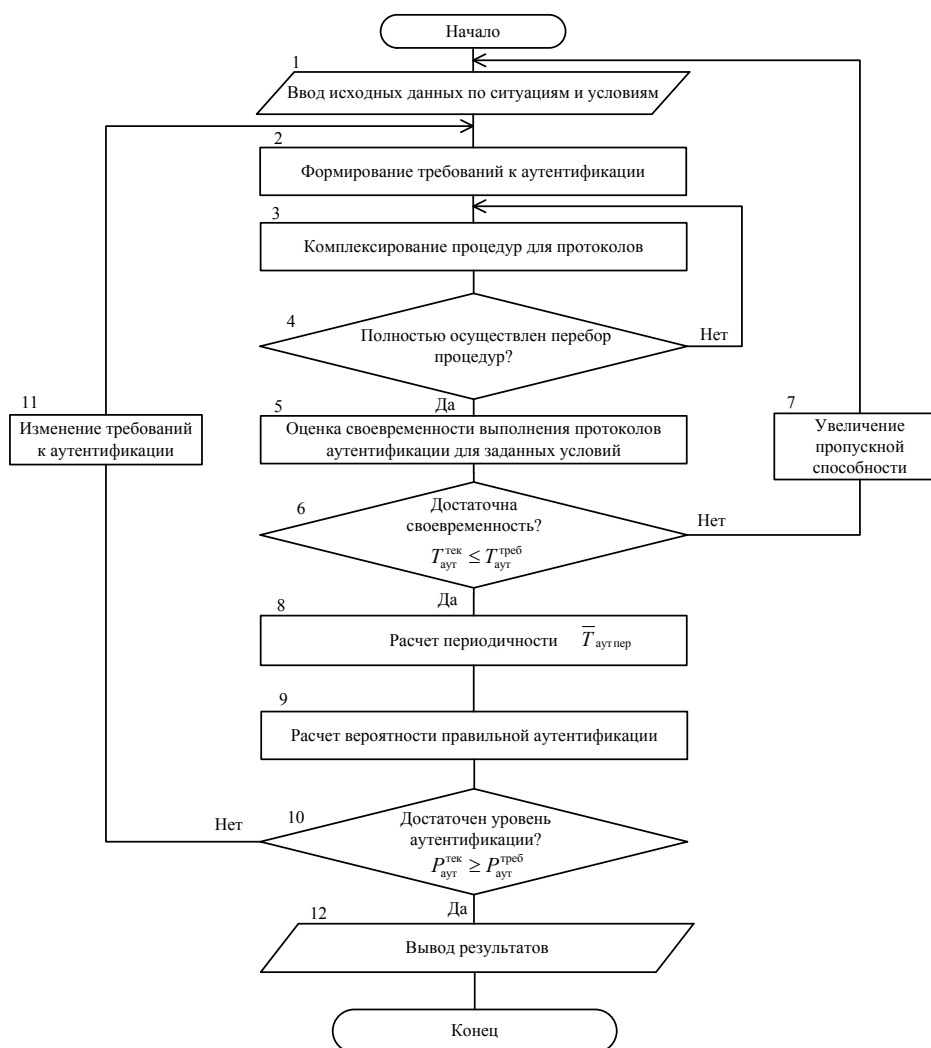 Начало
1
Ввод исходных данных по ситуациям и условиям
2
Формирование требований к аутентификации
3
Комплексирование процедур для протоколов
4
Полностью осуществлен перебор
процедур?
Нет
Да
11
Изменение требований
к аутентификации
5
Оценка своевременности выполнения протоколов
аутентификации для заданных условий
7
Увеличение
пропускной
способности
6
Достаточна
своевременность?
T_аут^тек ≤ T_аут^треб
Нет
Да
8
Расчет периодичности T̅_аут пер
9
Расчет вероятности правильной аутентификации
Нет
10
Достаточен уровень
аутентификации?
P_аут^тек ≥ P_аут^треб
Да
12
Вывод результатов
Конец